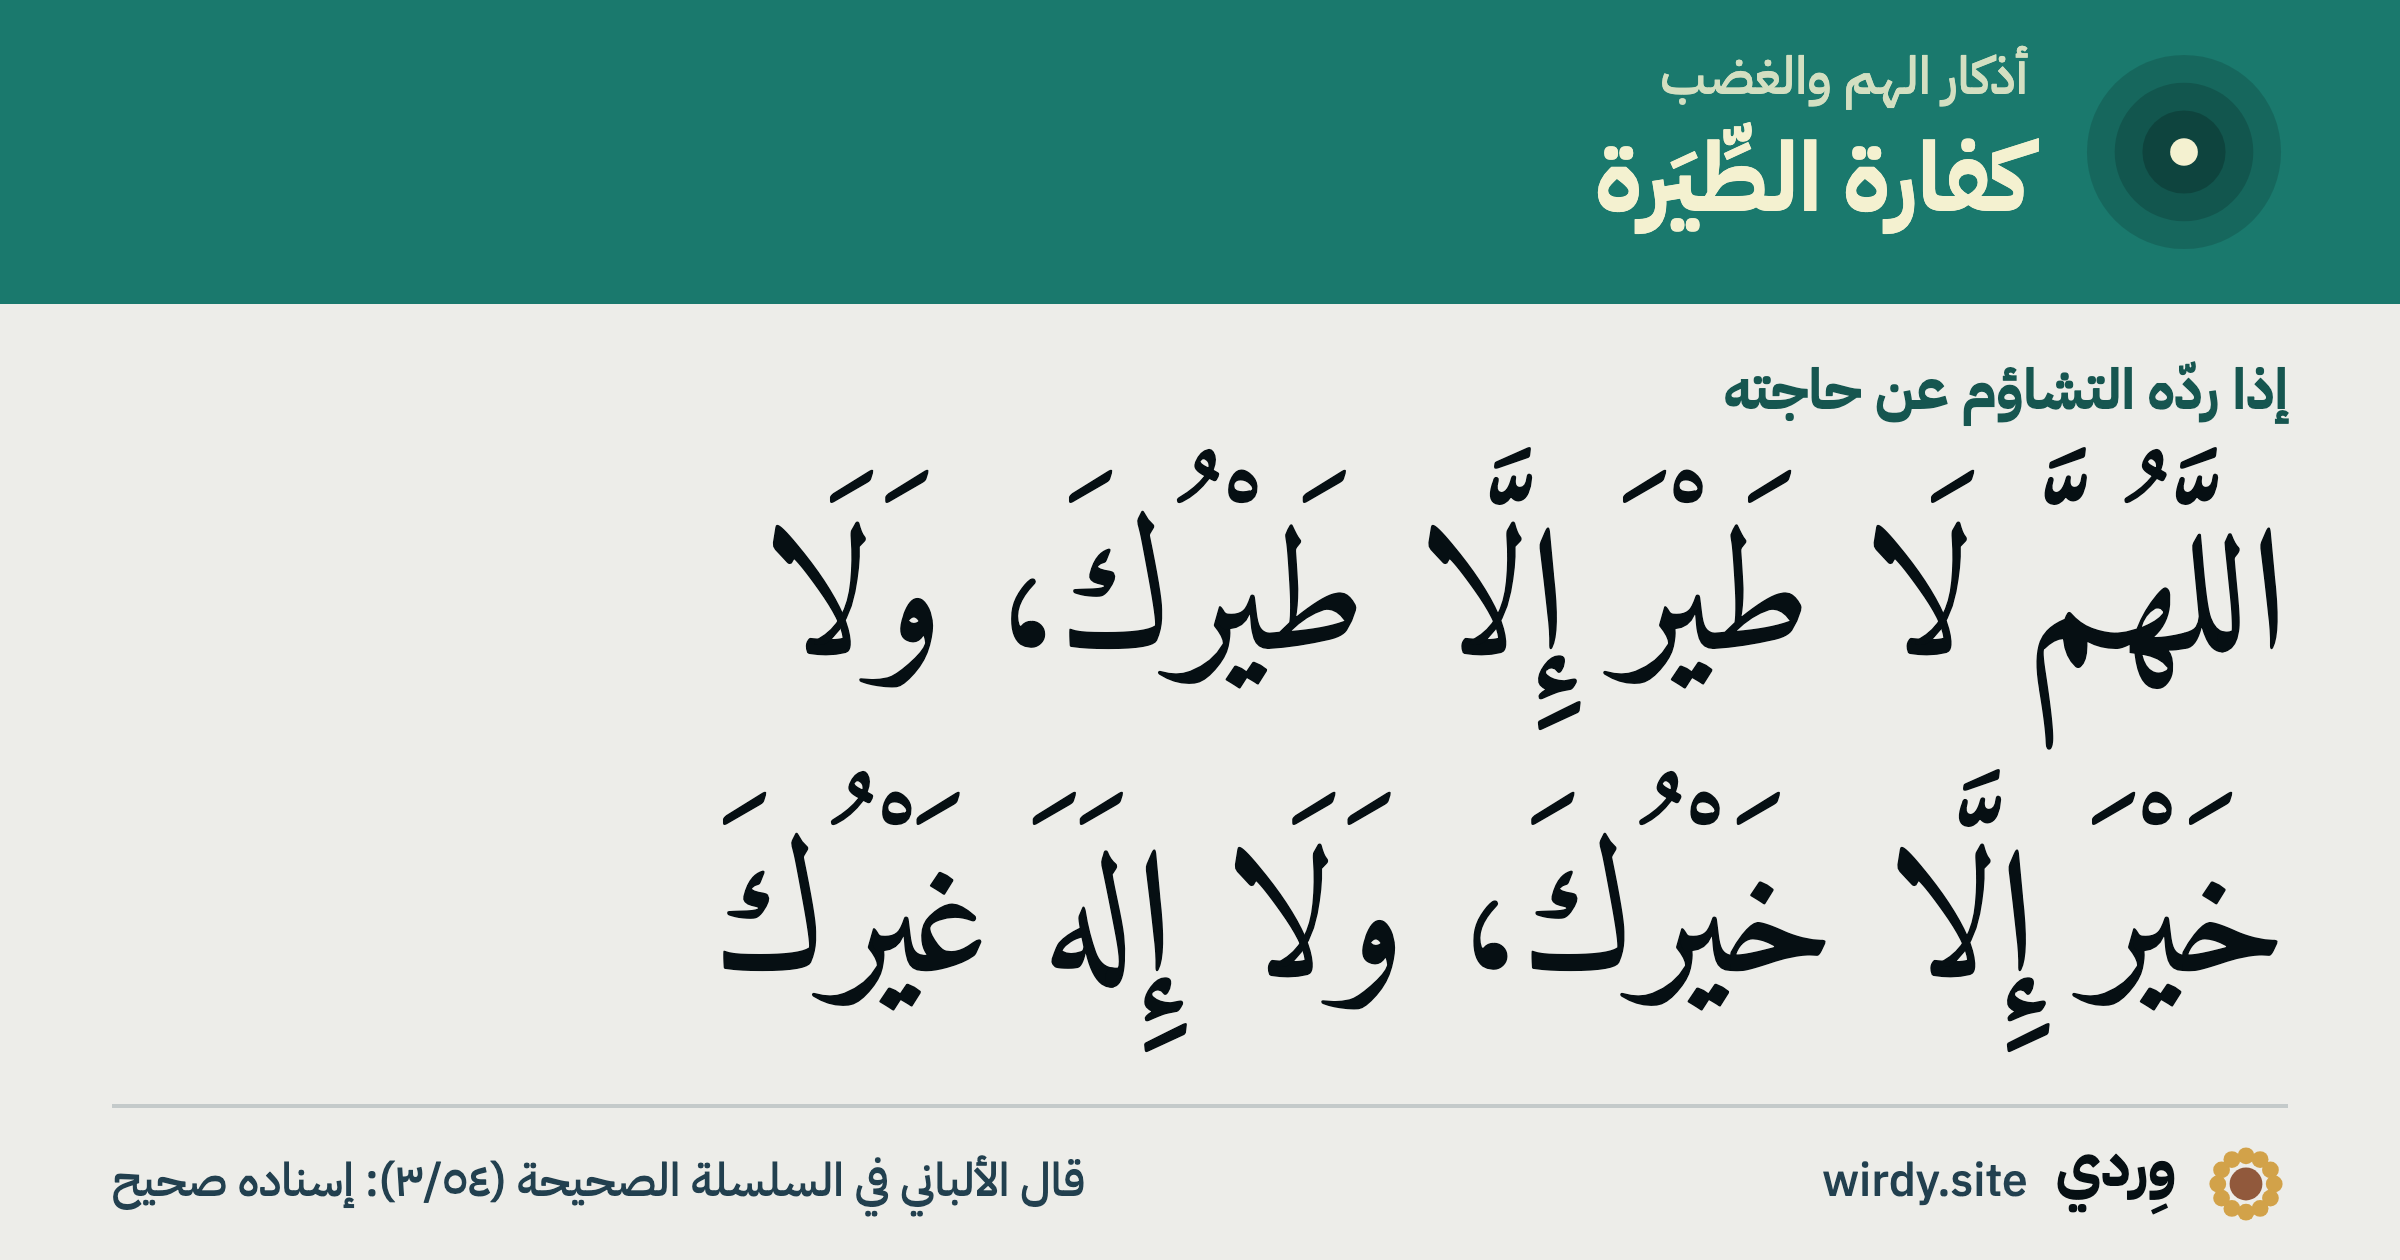 أذكار الهم والغضب
كفارة الطِّيَرة
إذا ردّه التشاؤم عن حاجته
اللَّهُمَّ لَا طَيْرَ إِلَّا طَيْرُكَ، وَلَا
خَيْرَ إِلَّا خَيْرُكَ، وَلَا إِلَهَ غَيْرُكَ
وِردي wirdy.site
قال الألباني في السلسلة الصحيحة (٣/٥٤): إسناده صحيح